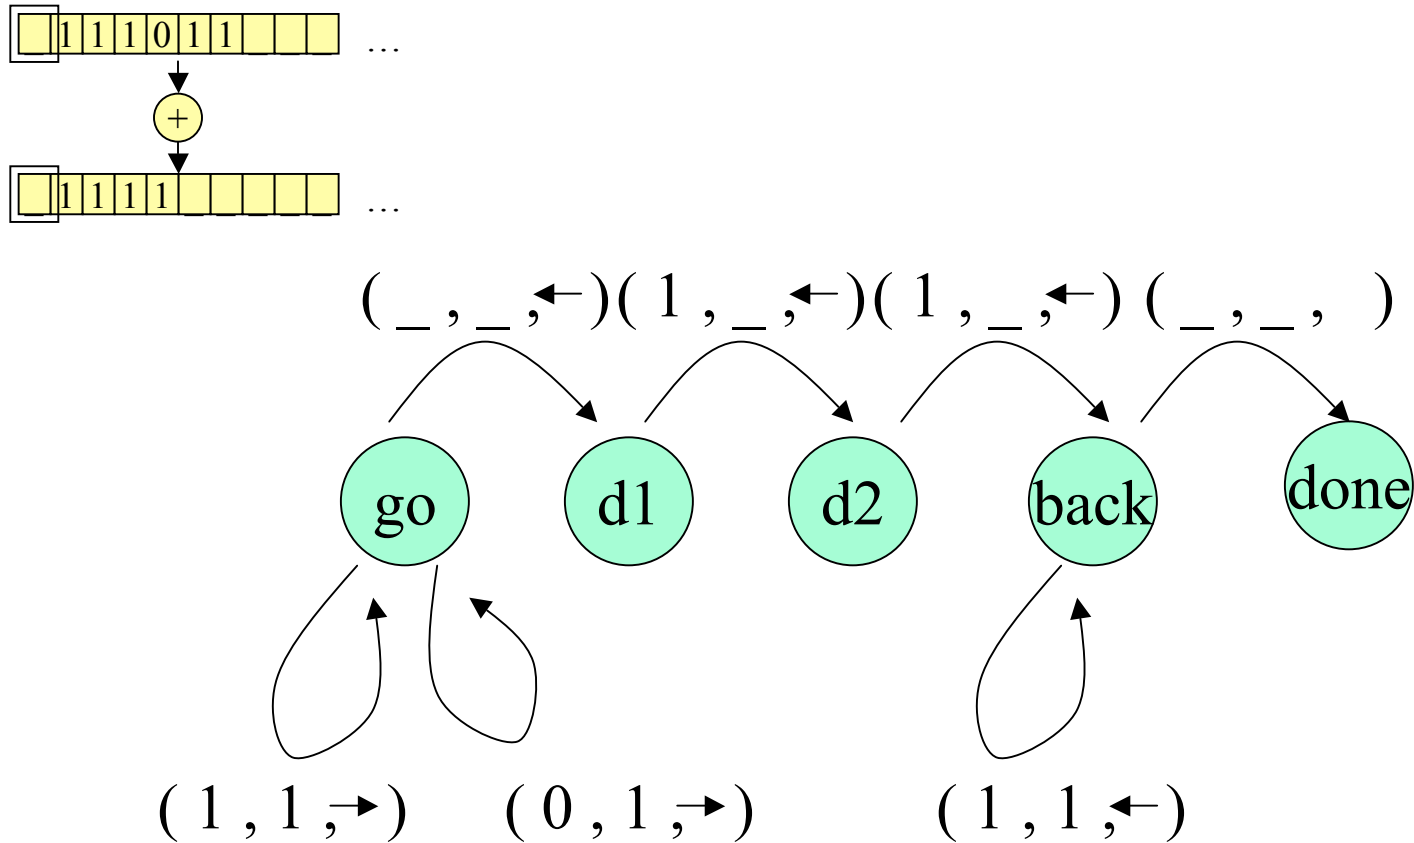 _ 1 1 1 0 1 1 _ _ _ ...
+
_ 1 1 1 1 _ _ _ _ _ ...
( _ , _ , ← ) ( 1 , _ , ← ) ( 1 , _ , ← ) ( _ , _ , )
go d1 d2 back done
( 1 , 1 , → ) ( 0 , 1 , → ) ( 1 , 1 , ← )